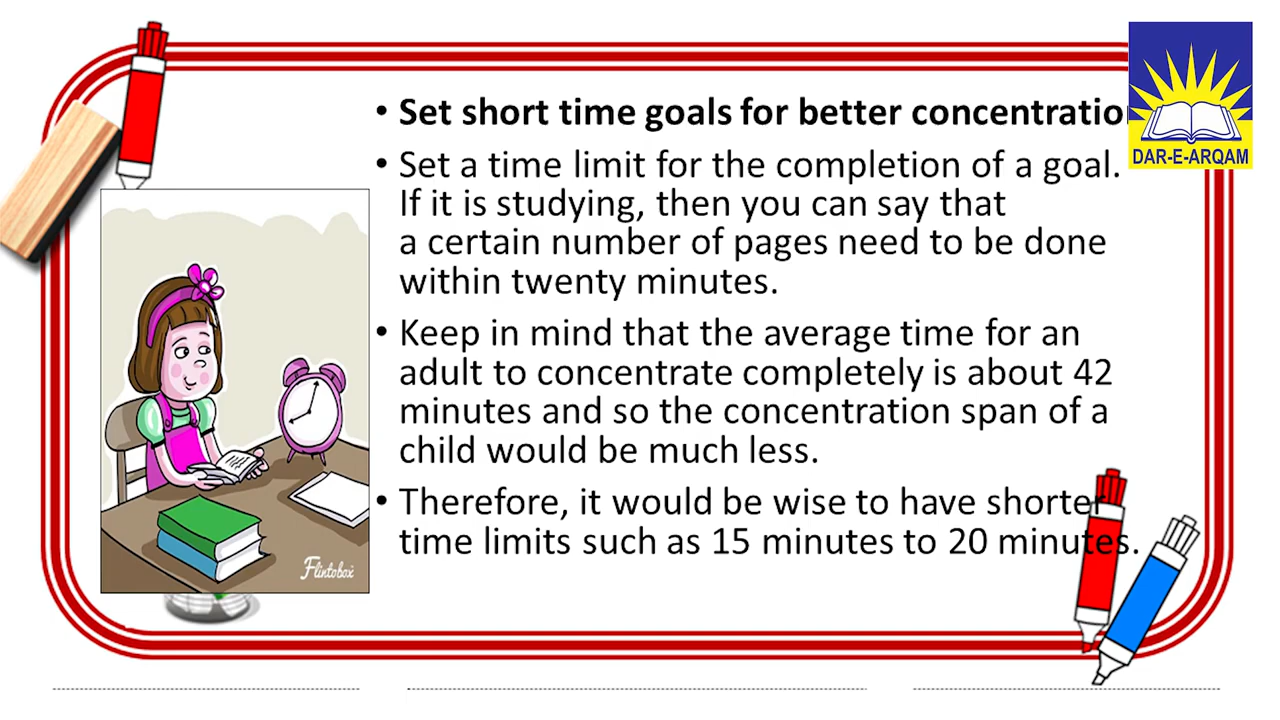 • Set short time goals for better concentratio
• Set a time limit for the completion of a goal.
If it is studying, then you can say that
a certain number of pages need to be done
within twenty minutes.
• Keep in mind that the average time for an
adult to concentrate completely is about 42
minutes and so the concentration span of a
child would be much less.
• Therefore, it would be wise to have shorter
time limits such as 15 minutes to 20 minutes.
DAR-E-ARQAM
Flintobox